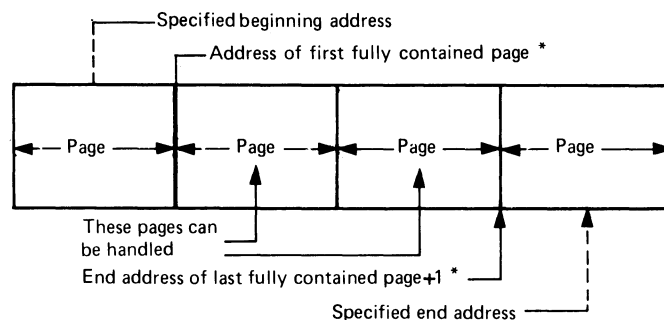 Specified beginning address
Address of first fully contained page *
Page Page Page Page
These pages can
be handled
End address of last fully contained page+1 *
Specified end address